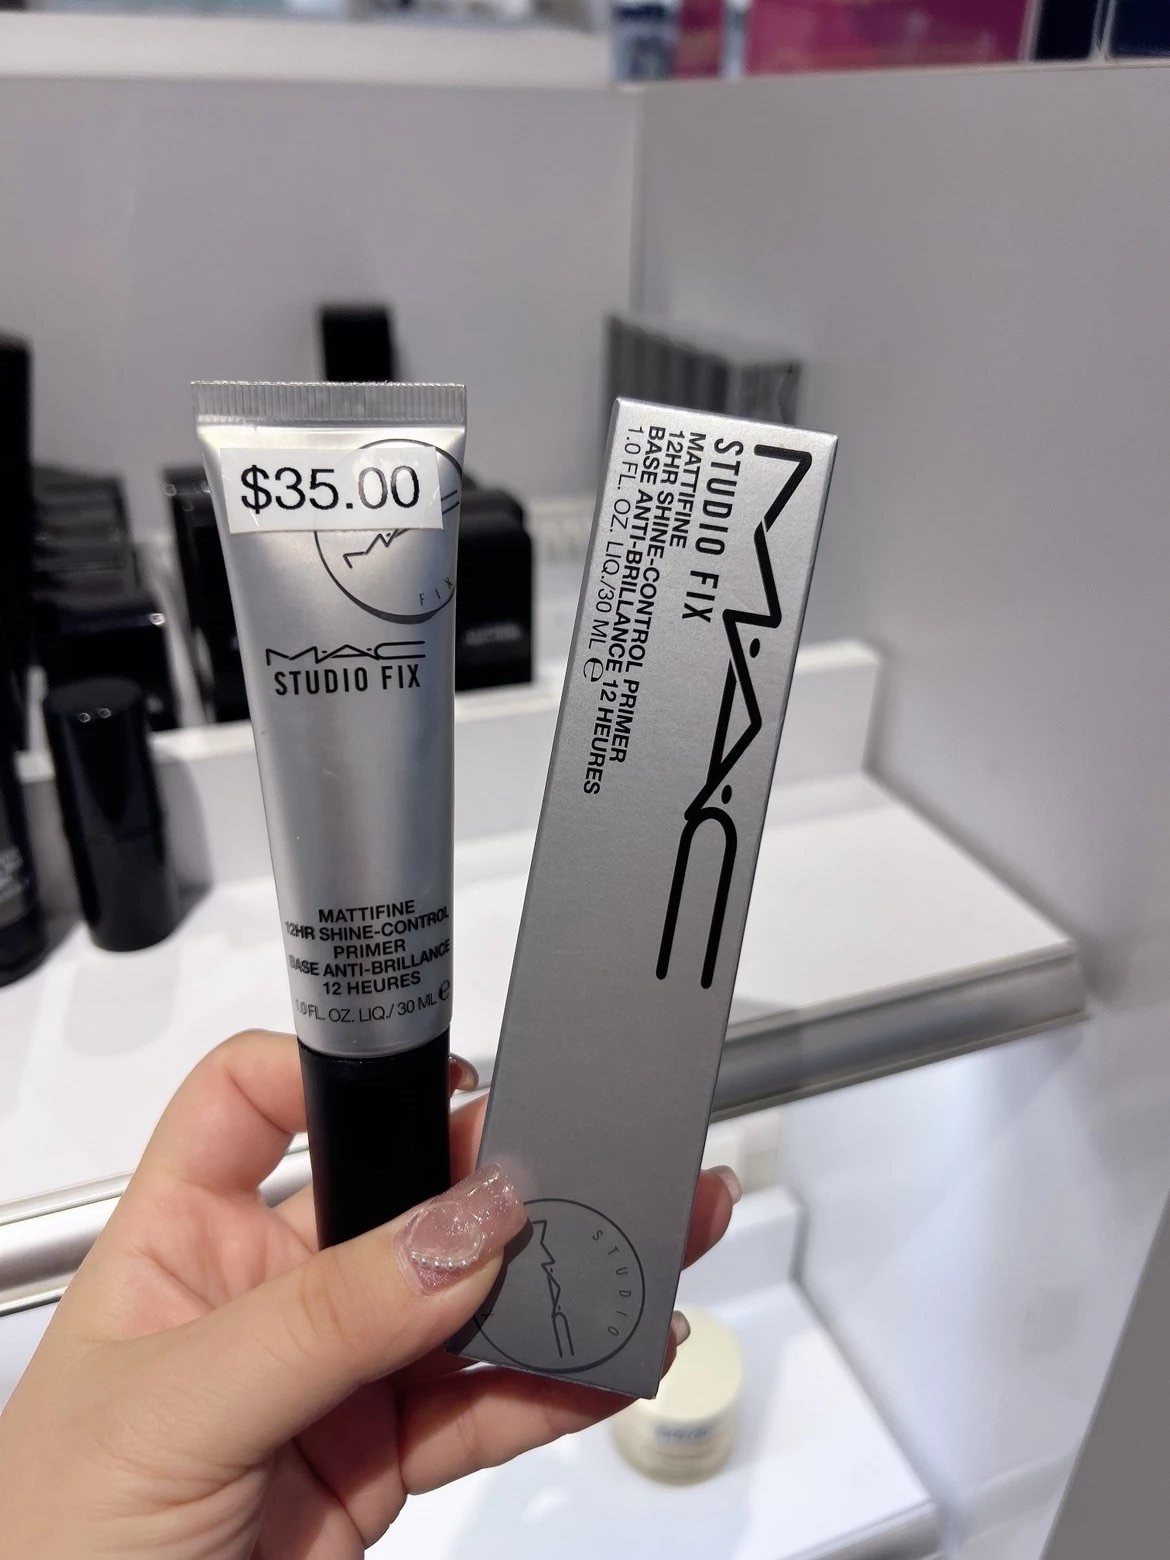 $35.00
FIX
M·A·C
STUDIO FIX
MATTIFINE
12HR SHINE-CONTROL
PRIMER
BASE ANTI-BRILLANCE
12 HEURES
1.0 FL. OZ. LIQ./ 30 ML ℮
M·A·C
STUDIO FIX
MATTIFINE
12HR SHINE-CONTROL PRIMER
BASE ANTI-BRILLANCE 12 HEURES
1.0 FL. OZ. LIQ./30 ML ℮
STUDIO
M·A·C